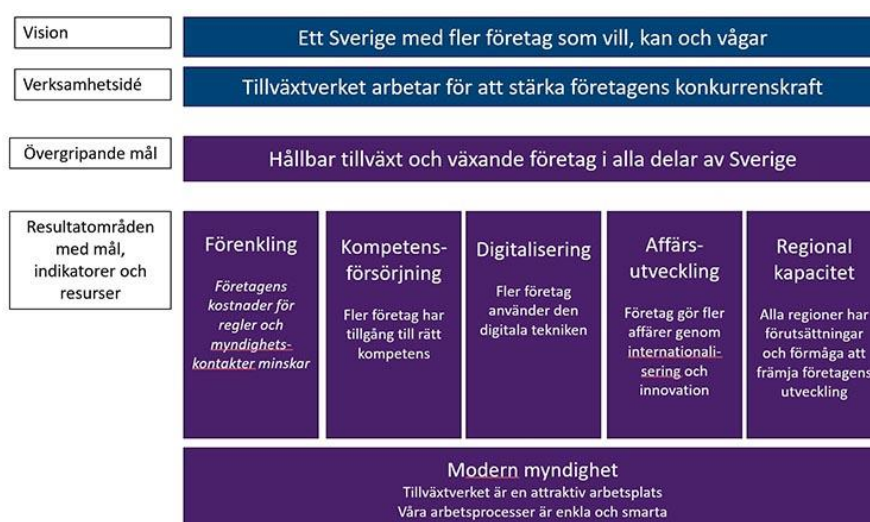 Vision
Ett Sverige med fler företag som vill, kan och vågar
Verksamhetsidé
Tillväxtverket arbetar för att stärka företagens konkurrenskraft
Övergripande mål
Hållbar tillväxt och växande företag i alla delar av Sverige
Resultatområden
med mål,
indikatorer och
resurser
Förenkling
Företagens
kostnader för
regler och
myndighets-
kontakter minskar
Kompetens-
försörjning
Fler företag har
tillgång till rätt
kompetens
Digitalisering
Fler företag
använder den
digitala tekniken
Affärs-
utveckling
Företag gör fler
affärer genom
internationali-
sering och
innovation
Regional
kapacitet
Alla regioner har
förutsättningar
och förmåga att
främja företagens
utveckling
Modern myndighet
Tillväxtverket är en attraktiv arbetsplats
Våra arbetsprocesser är enkla och smarta